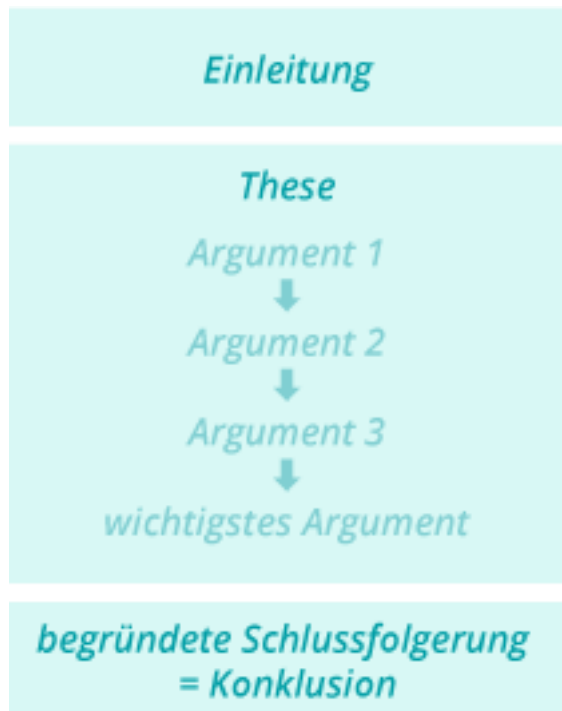 Einleitung
These
Argument 1
Argument 2
Argument 3
wichtigstes Argument
begründete Schlussfolgerung
= Konklusion